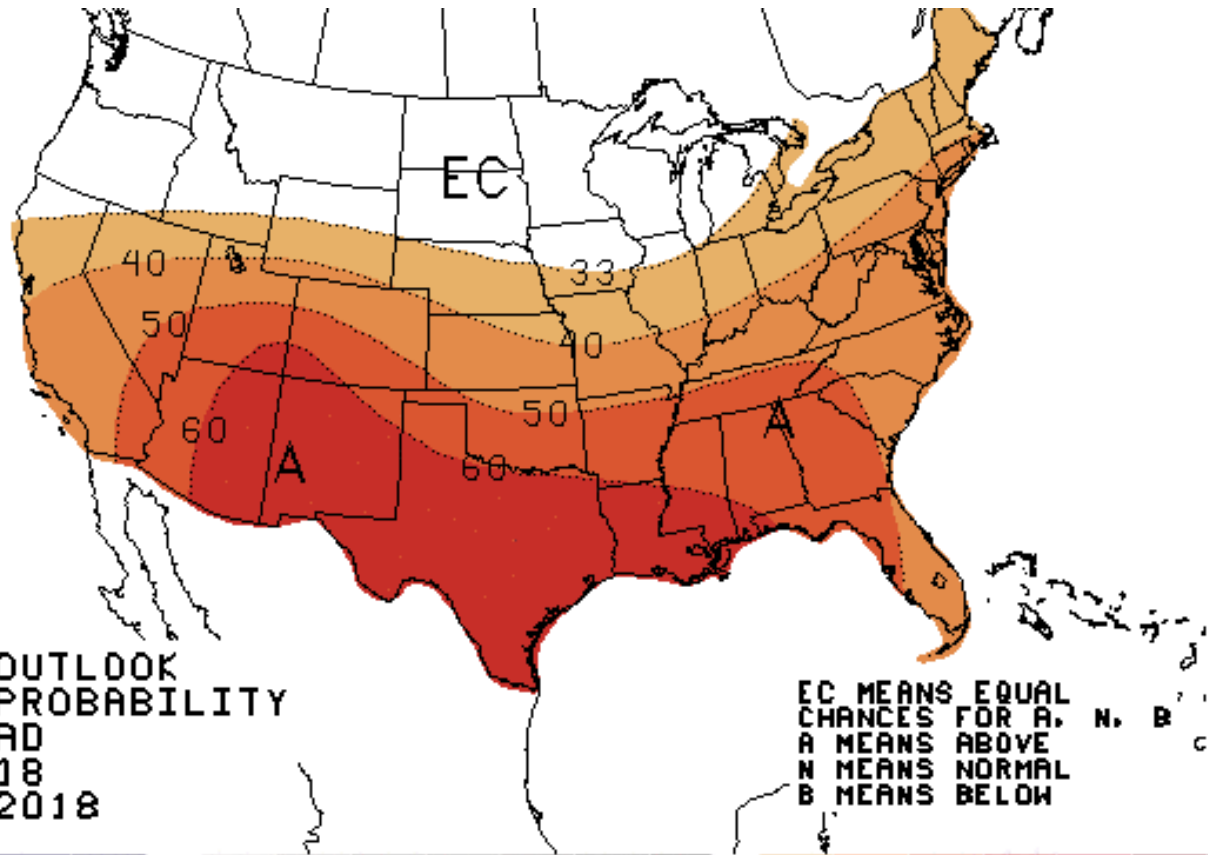 EC
33
40
50
40
A
50
60
A
60
OUTLOOK
PROBABILITY
AD
18
2018
EC MEANS EQUAL
CHANCES FOR A, N, B
A MEANS ABOVE
N MEANS NORMAL
B MEANS BELOW